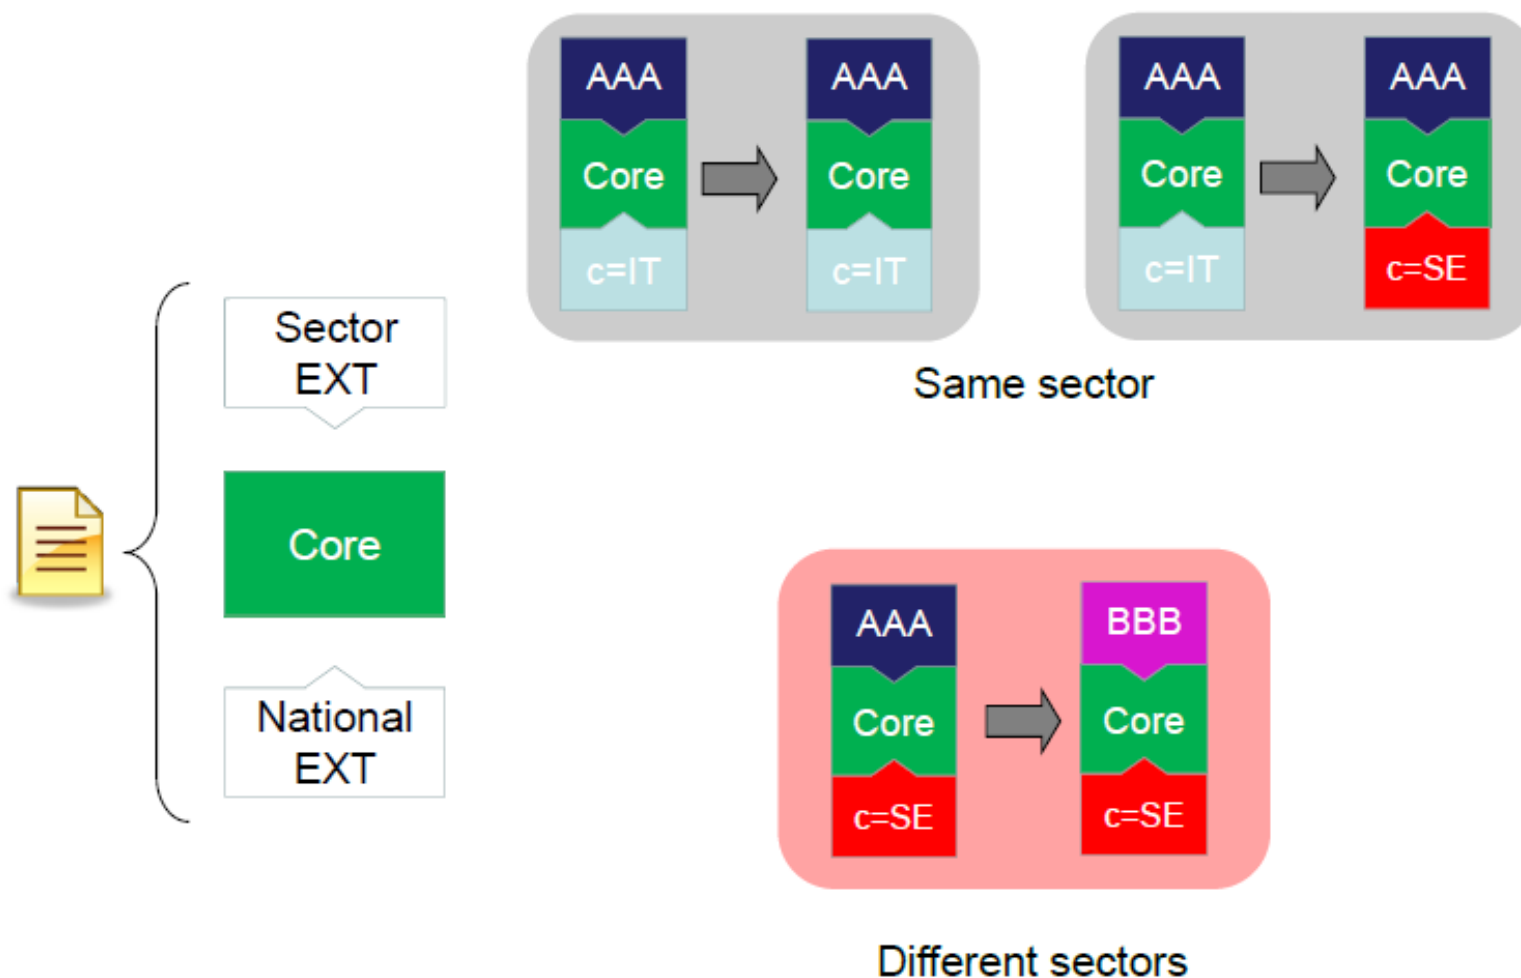 Sector
EXT
Core
National
EXT
AAA
Core
c=IT
AAA
Core
c=IT
AAA
Core
c=IT
AAA
Core
c=SE
Same sector
AAA
Core
c=SE
BBB
Core
c=SE
Different sectors